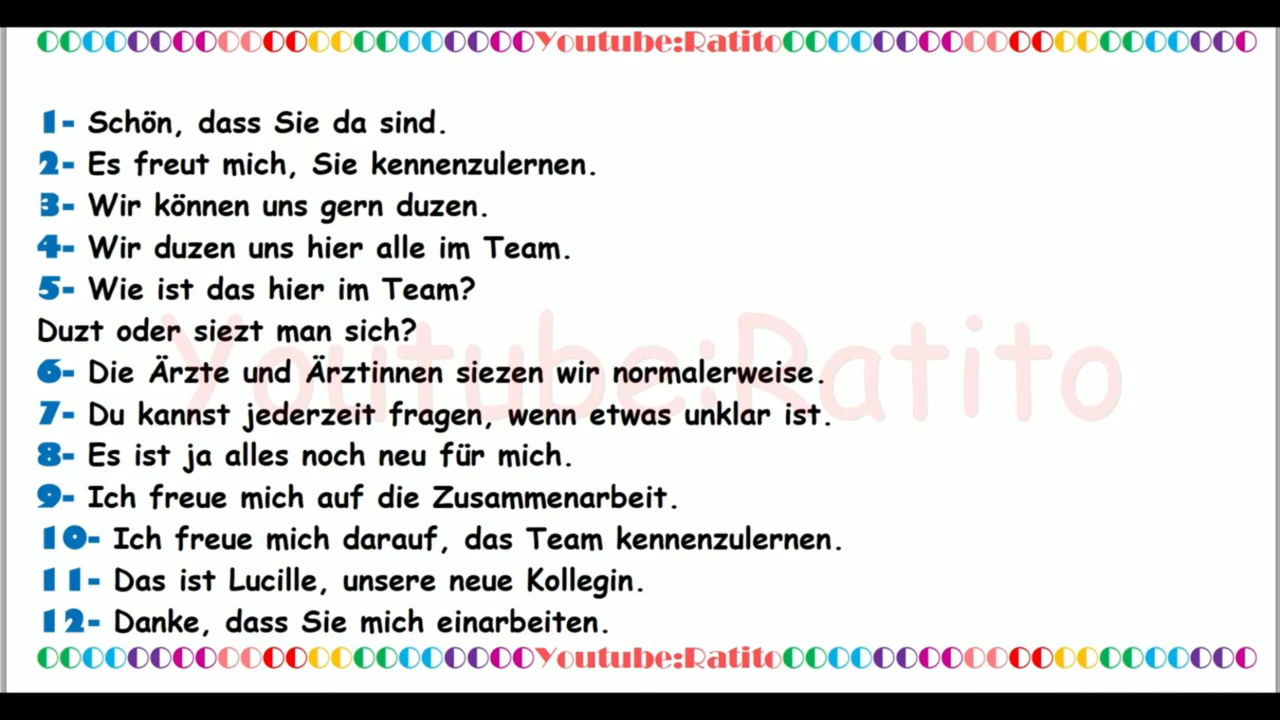 Youtube:Ratito
1- Schön, dass Sie da sind.
2- Es freut mich, Sie kennenzulernen.
3- Wir können uns gern duzen.
4- Wir duzen uns hier alle im Team.
5- Wie ist das hier im Team?
Duzt oder siezt man sich?
6- Die Ärzte und Ärztinnen siezen wir normalerweise.
7- Du kannst jederzeit fragen, wenn etwas unklar ist.
8- Es ist ja alles noch neu für mich.
9- Ich freue mich auf die Zusammenarbeit.
10- Ich freue mich darauf, das Team kennenzulernen.
11- Das ist Lucille, unsere neue Kollegin.
12- Danke, dass Sie mich einarbeiten.
Youtube:Ratito
Youtube:Ratito